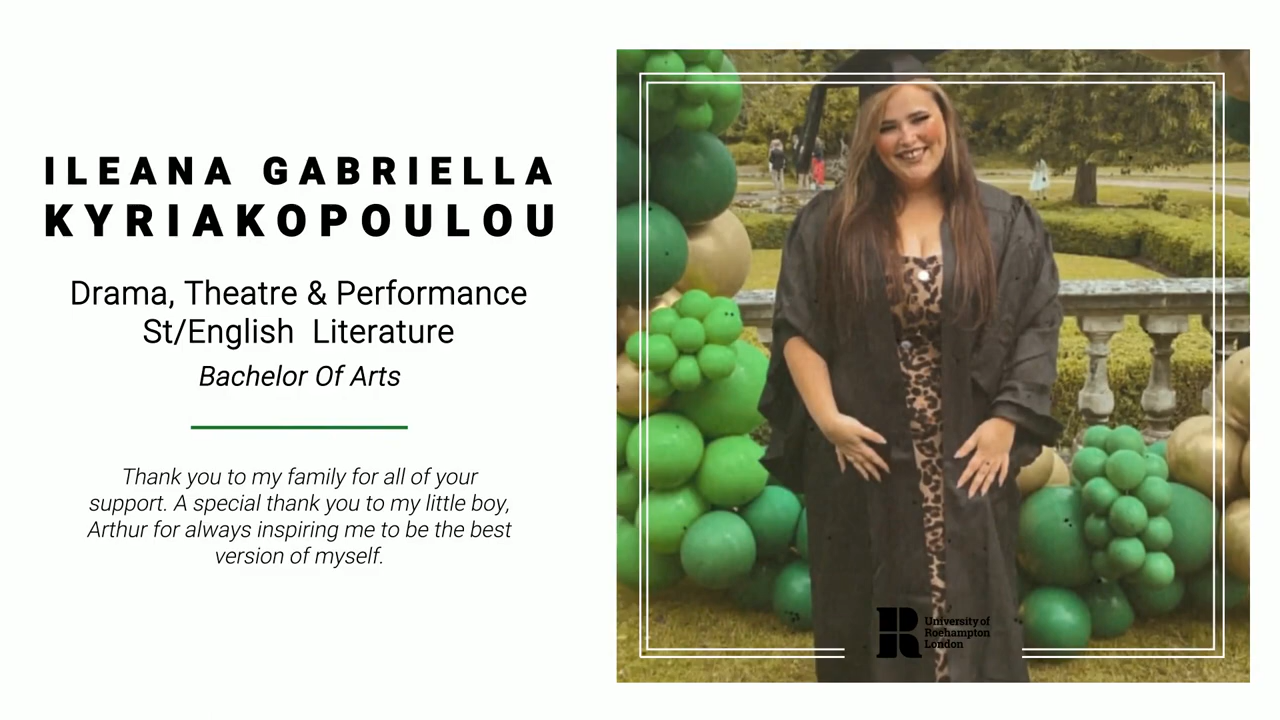 ILEANA GABRIELLA
KYRIAKOPOULOU
Drama, Theatre & Performance
St/English  Literature
Bachelor Of Arts
Thank you to my family for all of your
support. A special thank you to my little boy,
Arthur for always inspiring me to be the best
version of myself.
R
University of
Roehampton
London